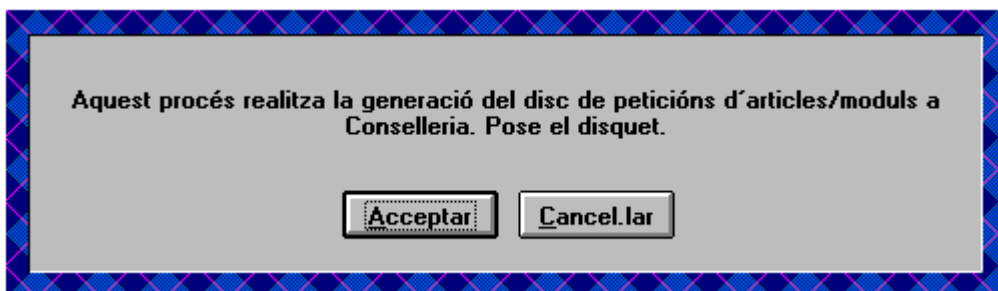 Aquest procés realitza la generació del disc de peticións d´articles/moduls a
Conselleria. Pose el disquet.
Acceptar
Cancel.lar